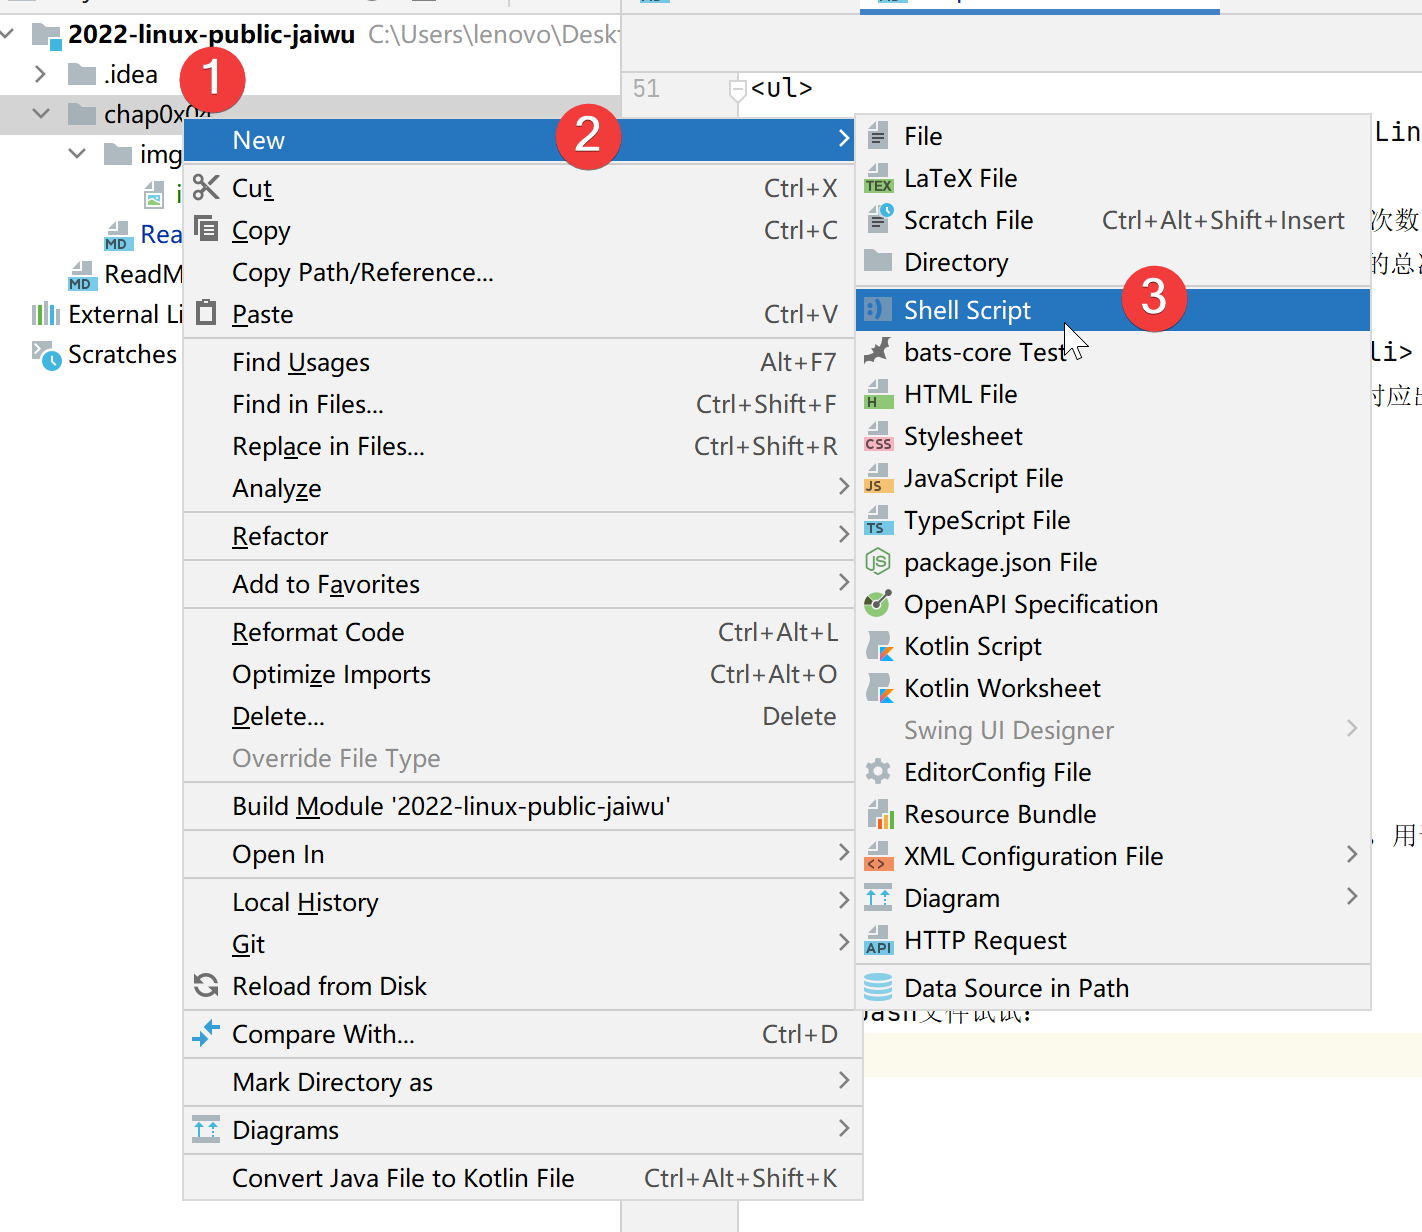 2022-linux-public-jaiwu C:\Users\lenovo\Deskt
.idea
1
chap0x04
img
i
Rea
ReadM
External Li
Scratches
51
<ul>
Lin
次数
的总
li>
时应
用
bash文件试试:
New
2
Cut Ctrl+X
Copy Ctrl+C
Copy Path/Reference...
Paste Ctrl+V
Find Usages Alt+F7
Find in Files... Ctrl+Shift+F
Replace in Files... Ctrl+Shift+R
Analyze
Refactor
Add to Favorites
Reformat Code Ctrl+Alt+L
Optimize Imports Ctrl+Alt+O
Delete... Delete
Override File Type
Build Module '2022-linux-public-jaiwu'
Open In
Local History
Git
Reload from Disk
Compare With... Ctrl+D
Mark Directory as
Diagrams
Convert Java File to Kotlin File Ctrl+Alt+Shift+K
File
LaTeX File
Scratch File Ctrl+Alt+Shift+Insert
Directory
Shell Script
3
bats-core Test
HTML File
Stylesheet
JavaScript File
TypeScript File
package.json File
OpenAPI Specification
Kotlin Script
Kotlin Worksheet
Swing UI Designer
EditorConfig File
Resource Bundle
XML Configuration File
Diagram
HTTP Request
Data Source in Path